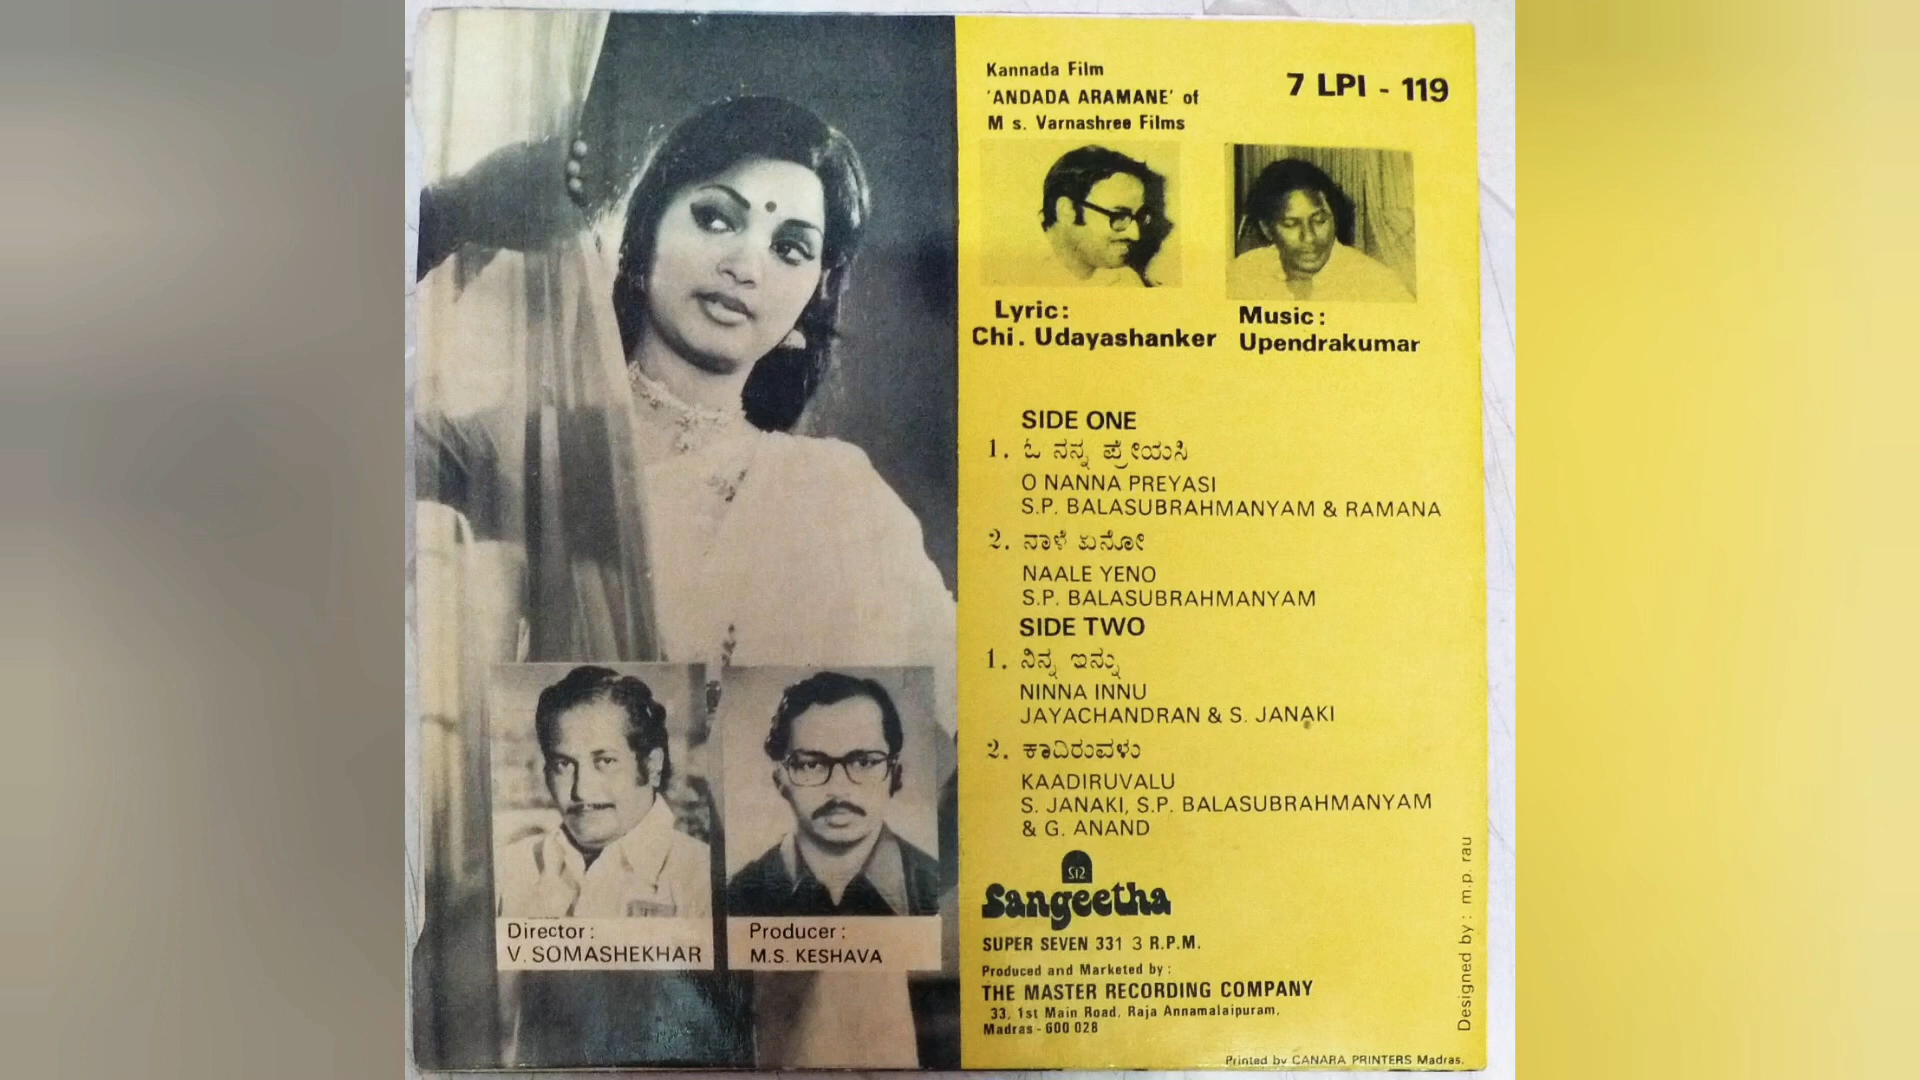 Kannada Film
'ANDADA ARAMANE' of
M s. Varnashree Films
7 LPI - 119
Lyric:
Chi. Udayashanker
Music:
Upendrakumar
SIDE ONE
1. ಓ ನನ್ನ ಪ್ರೇಯಸಿ
O NANNA PREYASI
S.P. BALASUBRAHMANYAM & RAMANA
2. ನಾಳೆ ಏನೋ
NAALE YENO
S.P. BALASUBRAHMANYAM
SIDE TWO
1. ನಿನ್ನ ಇನ್ನು
NINNA INNU
JAYACHANDRAN & S. JANAKI
2. ಕಾದಿರುವಳು
KAADIRUVALU
S. JANAKI, S.P. BALASUBRAHMANYAM
& G. ANAND
Sangeetha
SUPER SEVEN 331 3 R.P.M.
Produced and Marketed by :
THE MASTER RECORDING COMPANY
33, 1st Main Road, Raja Annamalaipuram,
Madras - 600 028
Printed by CANARA PRINTERS Madras.
Designed by : m.p. rau
Director :
V. SOMASHEKHAR
Producer :
M.S. KESHAVA